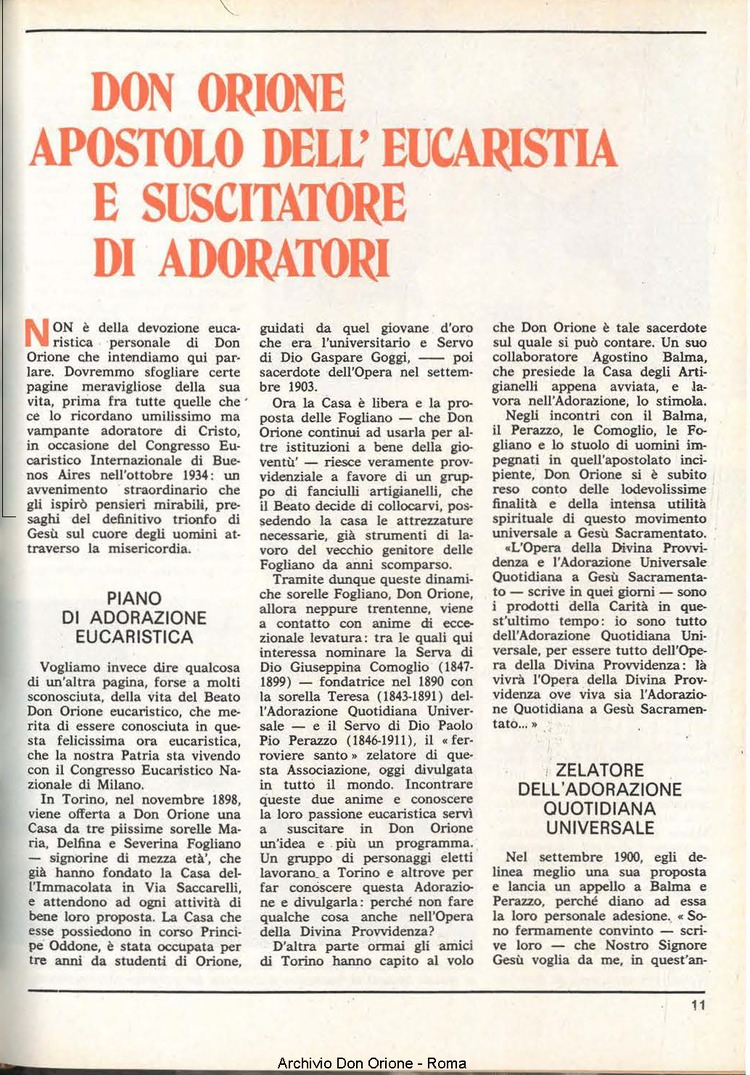 DON ORIONE
APOSTOLO DELL' EUCARISTIA
E SUSCITATORE
DI ADORATORI
NON è della devozione euca-
ristica personale di Don
Orione che intendiamo qui par-
lare. Dovremmo sfogliare certe
pagine meravigliose della sua
vita, prima fra tutte quelle che
ce lo ricordano umilissimo ma
vampante adoratore di Cristo,
in occasione del Congresso Eu-
caristico Internazionale di Bue-
nos Aires nell'ottobre 1934: un
avvenimento straordinario che
gli ispirò pensieri mirabili, pre-
saghi del definitivo trionfo di
Gesù sul cuore degli uomini at-
traverso la misericordia.
PIANO
DI ADORAZIONE
EUCARISTICA
Vogliamo invece dire qualcosa
di un'altra pagina, forse a molti
sconosciuta, della vita del Beato
Don Orione eucaristico, che me-
rita di essere conosciuta in que-
sta felicissima ora eucaristica,
che la nostra Patria sta vivendo
con il Congresso Eucaristico Na-
zionale di Milano.
In Torino, nel novembre 1898,
viene offerta a Don Orione una
Casa da tre piissime sorelle Ma-
ria, Delfina e Severina Fogliano
— signorine di mezza età', che
già hanno fondato la Casa del-
l'Immacolata in Via Saccarelli,
e attendono ad ogni attività di
bene loro proposta. La Casa che
esse possiedono in corso Princi-
pe Oddone, è stata occupata per
tre anni da studenti di Orione,
guidati da quel giovane d'oro
che era l'universitario e Servo
di Dio Gaspare Goggi, — poi
sacerdote dell'Opera nel settem-
bre 1903.
Ora la Casa è libera e la pro-
posta delle Fogliano — che Don
Orione continui ad usarla per al-
tre istituzioni a bene della gio-
ventù' — riesce veramente prov-
videnziale a favore di un grup-
po di fanciulli artigianelli, che
il Beato decide di collocarvi, pos-
sedendo la casa le attrezzature
necessarie, già strumenti di la-
voro del vecchio genitore delle
Fogliano da anni scomparso.
Tramite dunque queste dinami-
che sorelle Fogliano, Don Orione,
allora neppure trentenne, viene
a contatto con anime di ecce-
zionale levatura: tra le quali qui
interessa nominare la Serva di
Dio Giuseppina Comoglio (1847-
1899) — fondatrice nel 1890 con
la sorella Teresa (1843-1891) del-
l'Adorazione Quotidiana Univer-
sale — e il Servo di Dio Paolo
Pio Perazzo (1846-1911), il « fer-
roviere santo » zelatore di que-
sta Associazione, oggi divulgata
in tutto il mondo. Incontrare
queste due anime e conoscere
la loro passione eucaristica servì
a suscitare in Don Orione
un'idea e più un programma.
Un gruppo di personaggi eletti
lavorano a Torino e altrove per
far conoscere questa Adorazio-
ne e divulgarla: perché non fare
qualche cosa anche nell'Opera
della Divina Provvidenza?
D'altra parte ormai gli amici
di Torino hanno capito al volo
che Don Orione è tale sacerdote
sul quale si può contare. Un suo
collaboratore Agostino Balma,
che presiede la Casa degli Arti-
gianelli appena avviata, e la-
vora nell'Adorazione, lo stimola.
Negli incontri con il Balma,
il Perazzo, le Comoglio, le Fo-
gliano e lo stuolo di uomini im-
pegnati in quell'apostolato inci-
piente, Don Orione si è subito
reso conto delle lodevolissime
finalità e della intensa utilità
spirituale di questo movimento
universale a Gesù Sacramentato.
«L'Opera della Divina Provvi-
denza e l'Adorazione Universale
Quotidiana a Gesù Sacramenta-
to — scrive in quei giorni — sono
i prodotti della Carità in que-
st'ultimo tempo: io sono tutto
dell'Adorazione Quotidiana Uni-
versale, per essere tutto dell'Ope-
ra della Divina Provvidenza: là
vivrà l'Opera della Divina Prov-
videnza ove viva sia l'Adorazio-
ne Quotidiana a Gesù Sacramen-
tato... »
ZELATORE
DELL'ADORAZIONE
QUOTIDIANA
UNIVERSALE
Nel settembre 1900, egli de-
linea meglio una sua proposta
e lancia un appello a Balma e
Perazzo, perché diano ad essa
la loro personale adesione. « So-
no fermamente convinto — scri-
ve loro — che Nostro Signore
Gesù voglia da me, in quest'an-
11
Archivio Don Orione - Roma